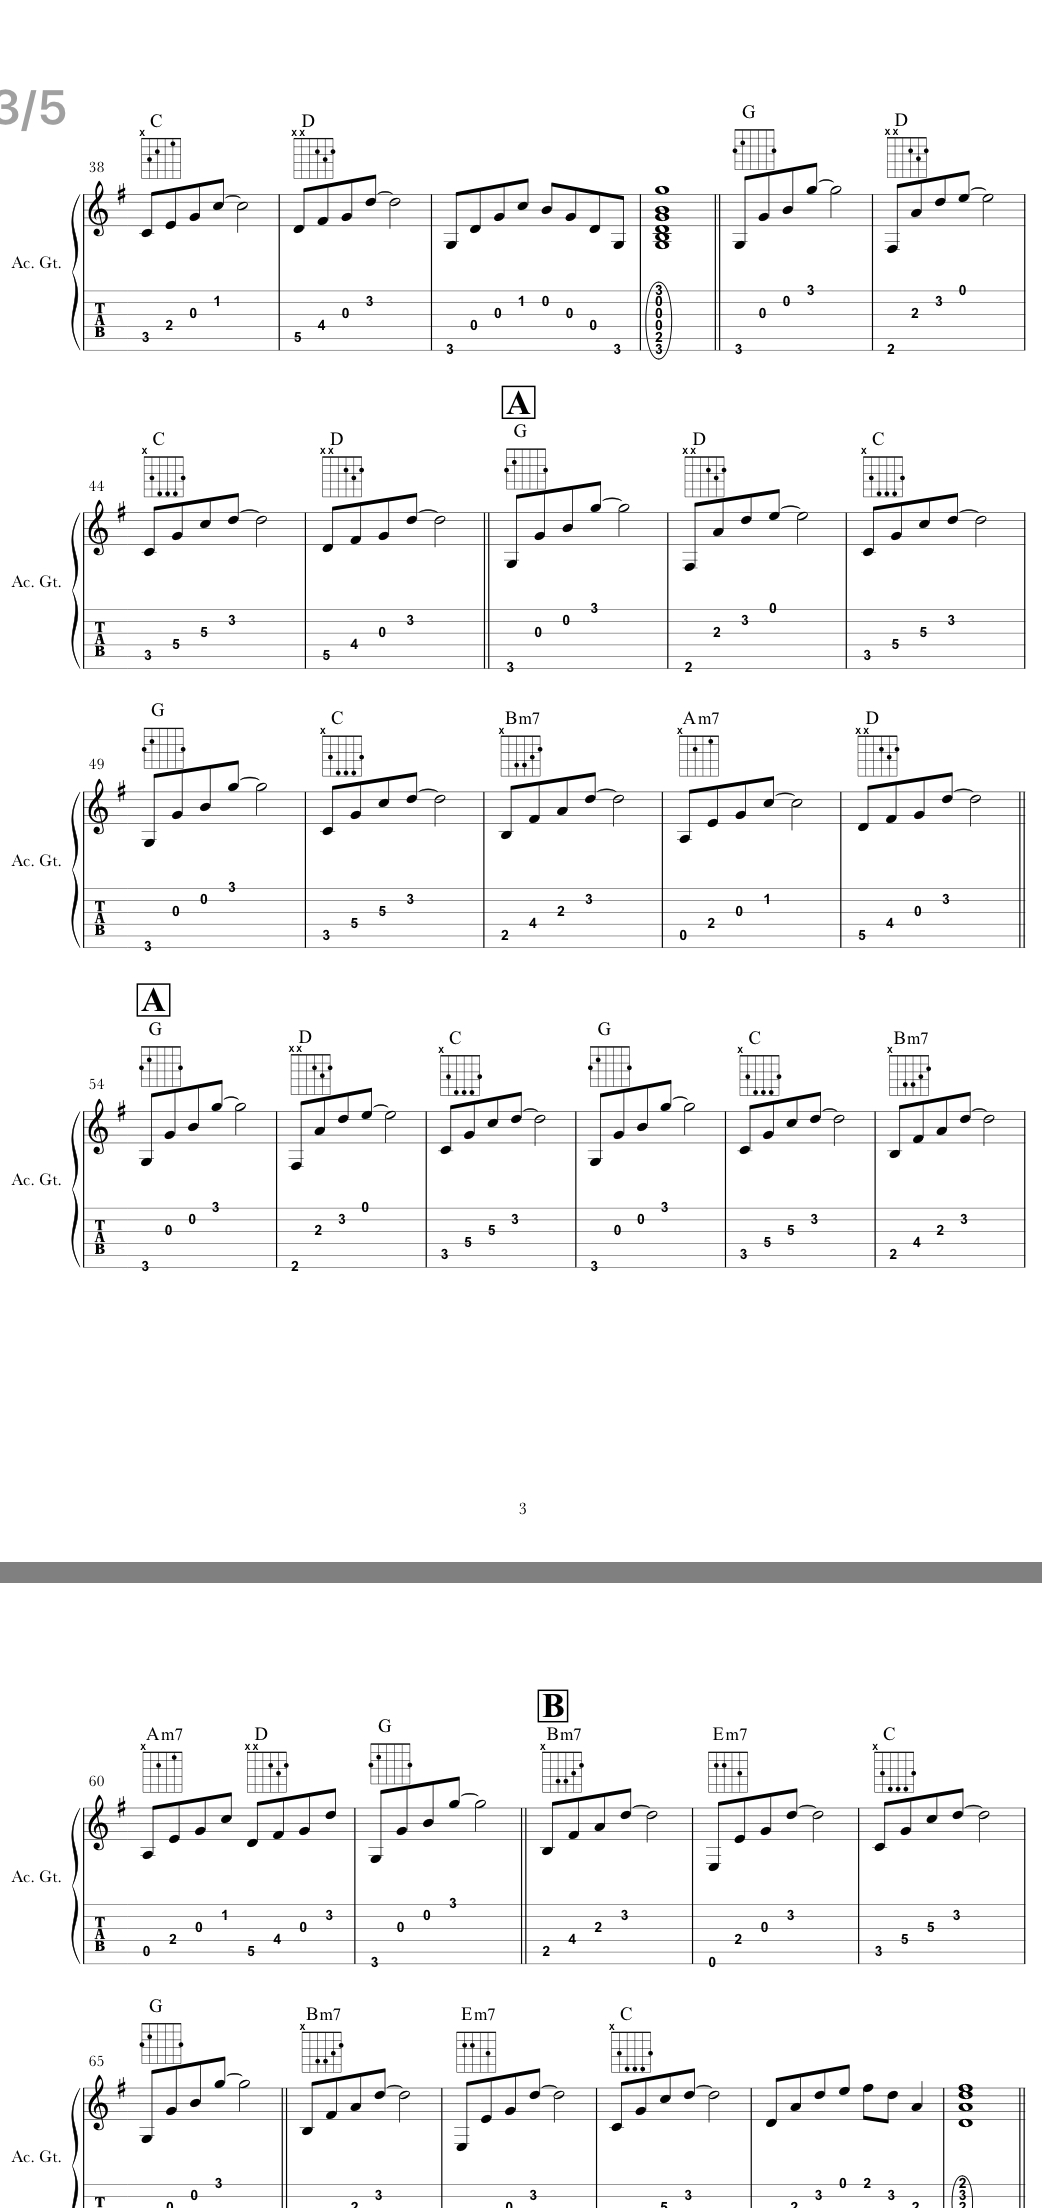 3/5
C D G D
x xx xx
38
Ac. Gt.
3 0 3 0
1 3 1 0 0 0 3
0 0 0 0 0 0 2
2 4 0 0 0
T
A
B
3 5 2
3 3 3 3 2
A
C D G D C
x xx xx x
44
Ac. Gt.
3 0
3 3 0 3 3
5 0 0 2 5
5 4 5
T
A
B
3 5 3
3 2
G C Bm7 Am7 D
x x x xx
49
Ac. Gt.
3
0 3 3 1 3
0 5 2 0 0
5 4 2 4
T
A
B
3 2 0 5
3
A
G D C G C Bm7
xx x x x
54
Ac. Gt.
3 0 3
0 3 3 0 3 3
0 2 5 0 5 2
5 5 4
T
A
B
3 3 2
3 2 3
3
B
Am7 D G Bm7 Em7 C
x xx x x
60
Ac. Gt.
3
1 3 0 3 3 3
0 0 0 2 0 5
2 4 4 2 5
T
A
B
0 5 2 3
3 0
G Bm7 Em7 C
x x
65
Ac. Gt.
3 0 2 2
0 3 3 3 3 3 3
T